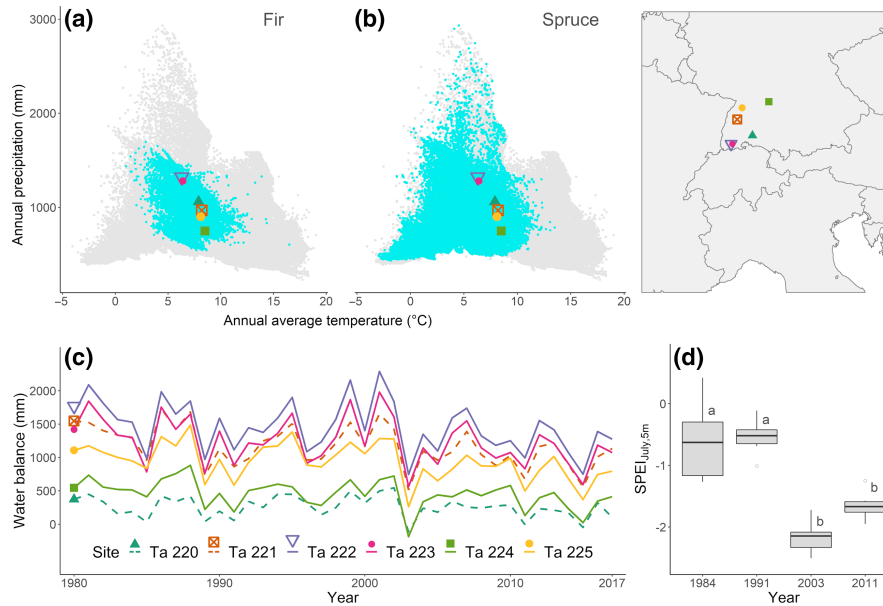 (a) Fir
(b) Spruce
Annual precipitation (mm)
3000
2000
1000
−5 0 5 10 15 20
−5 0 5 10 15 19
Annual average temperature (°C)
(c)
Water balance (mm)
2000
1500
1000
500
0
Site Ta 220 Ta 221 Ta 222 Ta 223 Ta 224 Ta 225
1980 1990 2000 2010 2017
Year
(d)
SPEI July,5m
0
−1
−2
a
a
b
b
1984 1991 2003 2011
Year